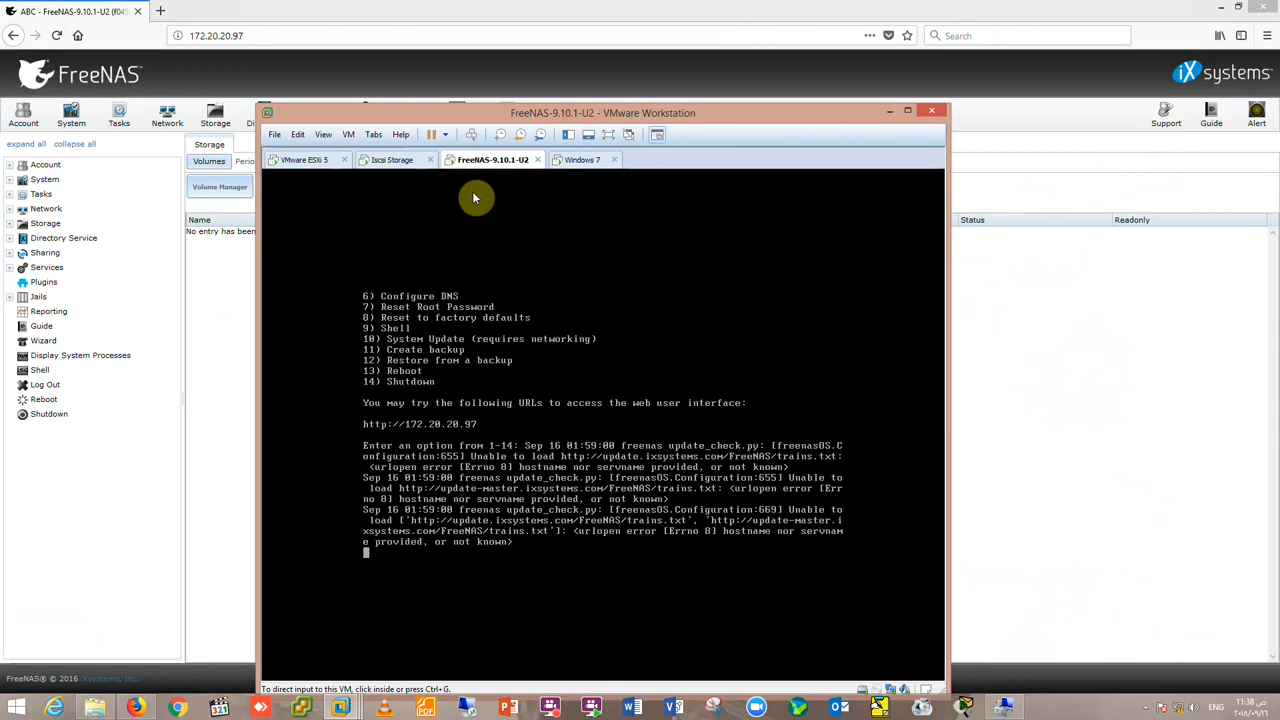 ABC - FreeNAS-9.10.1-U2 (f045
172.20.20.97
Search
FreeNAS
iXsystems
Account
System
Tasks
Network
Storage
Support
Guide
Alert
expand all
collapse all
Storage
Volumes
Volume Manager
Name
Status
Readonly
No entry has been
Account
System
Tasks
Network
Storage
Directory Service
Sharing
Services
Plugins
Jails
Reporting
Guide
Wizard
Display System Processes
Shell
Log Out
Reboot
Shutdown
FreeNAS® © 2016 iXsystems, Inc.
FreeNAS-9.10.1-U2 - VMware Workstation
File Edit View VM Tabs Help
VMware ESXi 5
Iscsi Storage
FreeNAS-9.10.1-U2
Windows 7
6) Configure DNS
7) Reset Root Password
8) Reset to factory defaults
9) Shell
10) System Update (requires networking)
11) Create backup
12) Restore from a backup
13) Reboot
14) Shutdown
You may try the following URLs to access the web user interface:
http://172.20.20.97
Enter an option from 1-14: Sep 16 01:59:00 freenas update_check.py: [freenasOS.C
onfiguration:655] Unable to load http://update.ixsystems.com/FreeNAS/trains.txt:
<urlopen error [Errno 8] hostname nor servname provided, or not known>
Sep 16 01:59:00 freenas update_check.py: [freenasOS.Configuration:655] Unable to
load http://update-master.ixsystems.com/FreeNAS/trains.txt: <urlopen error [Err
no 8] hostname nor servname provided, or not known>
Sep 16 01:59:00 freenas update_check.py: [freenasOS.Configuration:669] Unable to
load ['http://update.ixsystems.com/FreeNAS/trains.txt', 'http://update-master.i
xsystems.com/FreeNAS/trains.txt']: <urlopen error [Errno 8] hostname nor servnam
e provided, or not known>
To direct input to this VM, click inside or press Ctrl+G.
ENG
11:38 ص